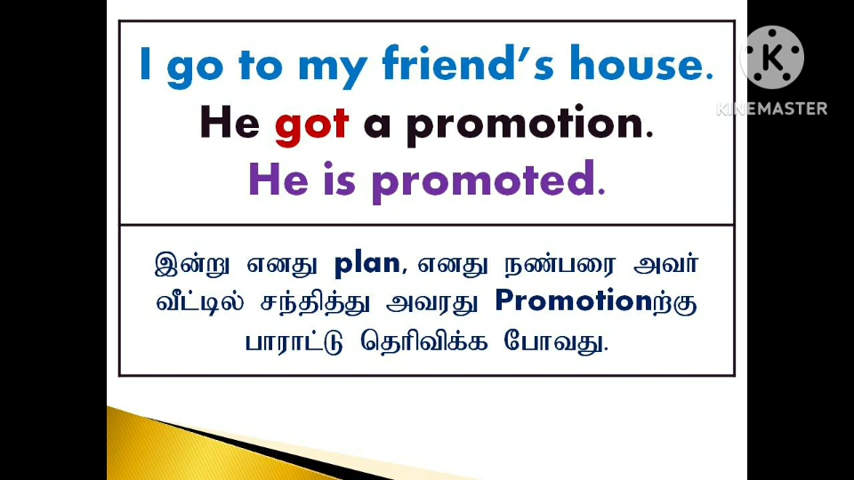 I go to my friend's house.
He got a promotion.
He is promoted.
இன்று எனது plan, எனது நண்பரை அவர்
வீட்டில் சந்தித்து அவரது Promotionற்கு
பாராட்டு தெரிவிக்க போவது.
K
KINEMASTER